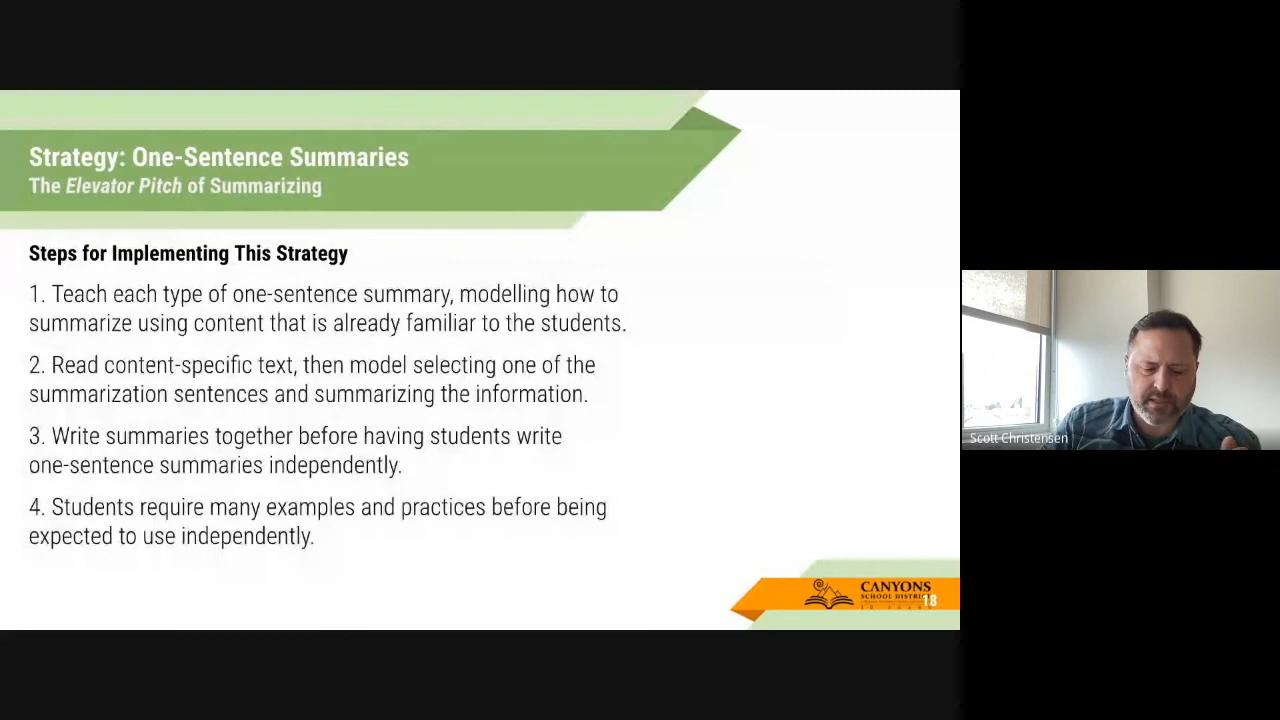 Strategy: One-Sentence Summaries
The Elevator Pitch of Summarizing
Steps for Implementing This Strategy
1. Teach each type of one-sentence summary, modelling how to
summarize using content that is already familiar to the students.
2. Read content-specific text, then model selecting one of the
summarization sentences and summarizing the information.
3. Write summaries together before having students write
one-sentence summaries independently.
4. Students require many examples and practices before being
expected to use independently.
CANYONS
SCHOOL
18
Scott Christensen